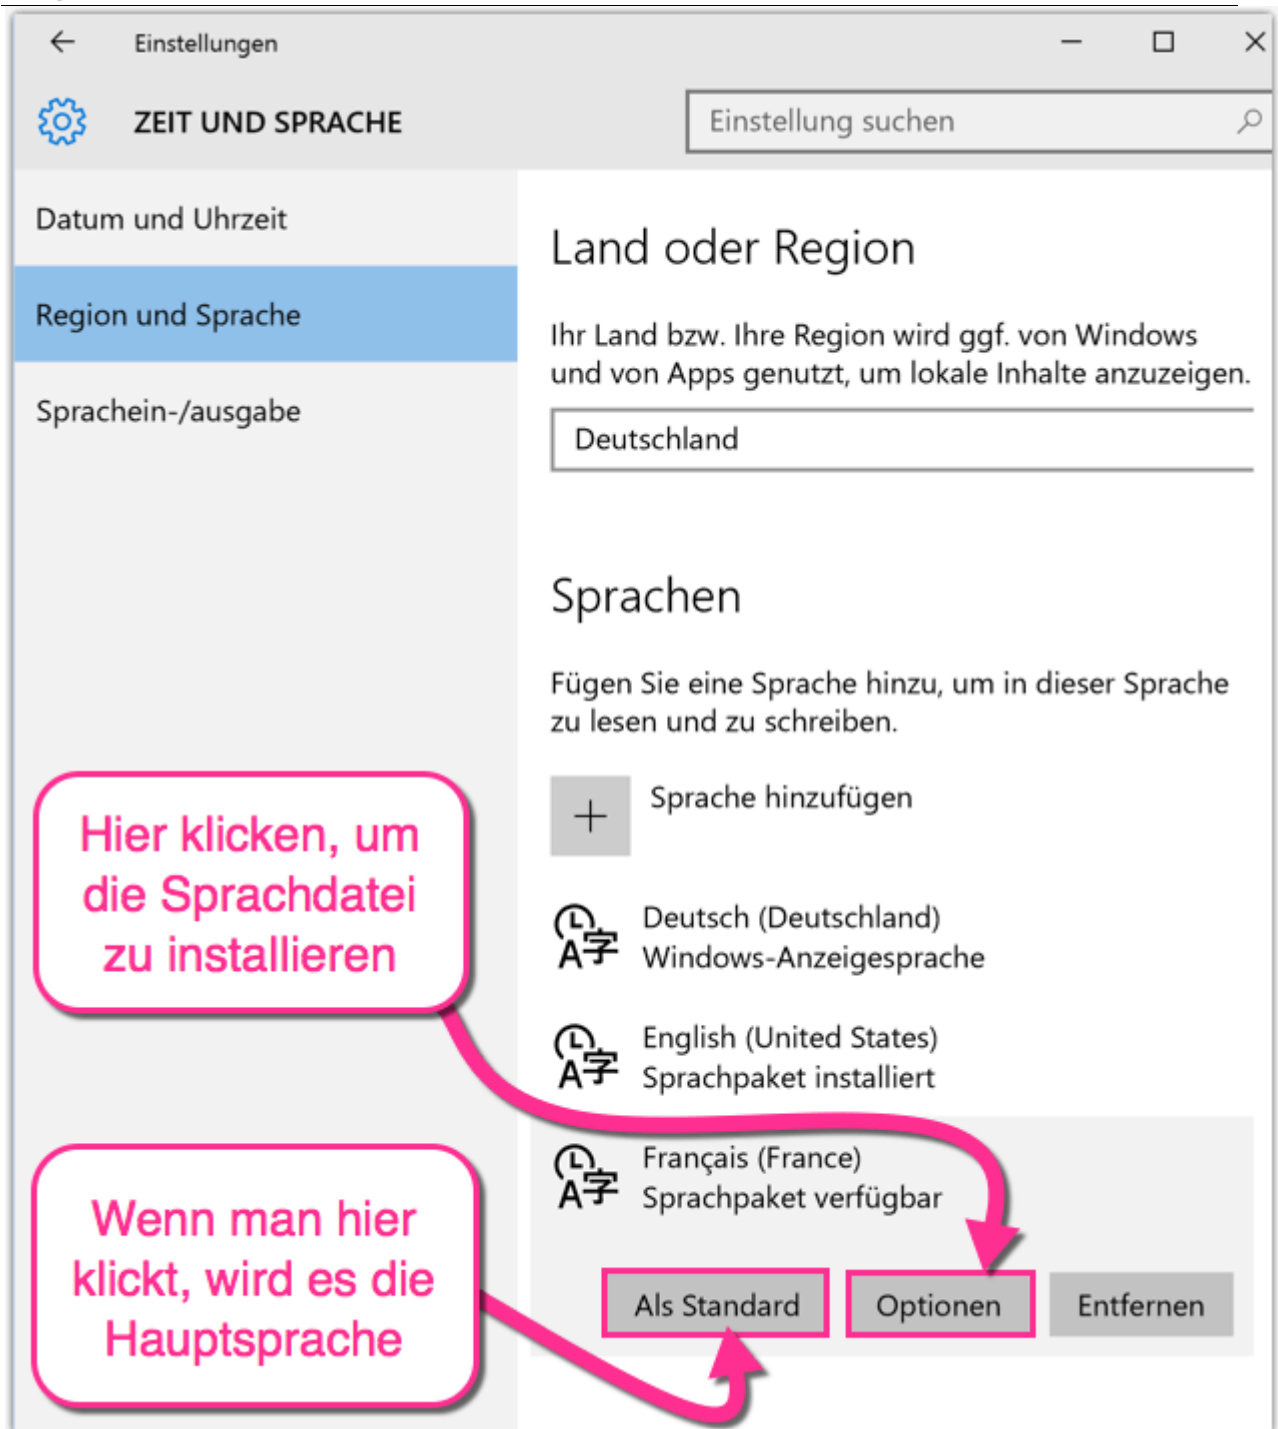 Einstellungen
ZEIT UND SPRACHE
Einstellung suchen
Datum und Uhrzeit
Region und Sprache
Sprachein-/ausgabe
Land oder Region
Ihr Land bzw. Ihre Region wird ggf. von Windows
und von Apps genutzt, um lokale Inhalte anzuzeigen.
Deutschland
Sprachen
Fügen Sie eine Sprache hinzu, um in dieser Sprache
zu lesen und zu schreiben.
Sprache hinzufügen
Deutsch (Deutschland)
Windows-Anzeigesprache
English (United States)
Sprachpaket installiert
Français (France)
Sprachpaket verfügbar
Als Standard
Optionen
Entfernen
Hier klicken, um
die Sprachdatei
zu installieren
Wenn man hier
klickt, wird es die
Hauptsprache